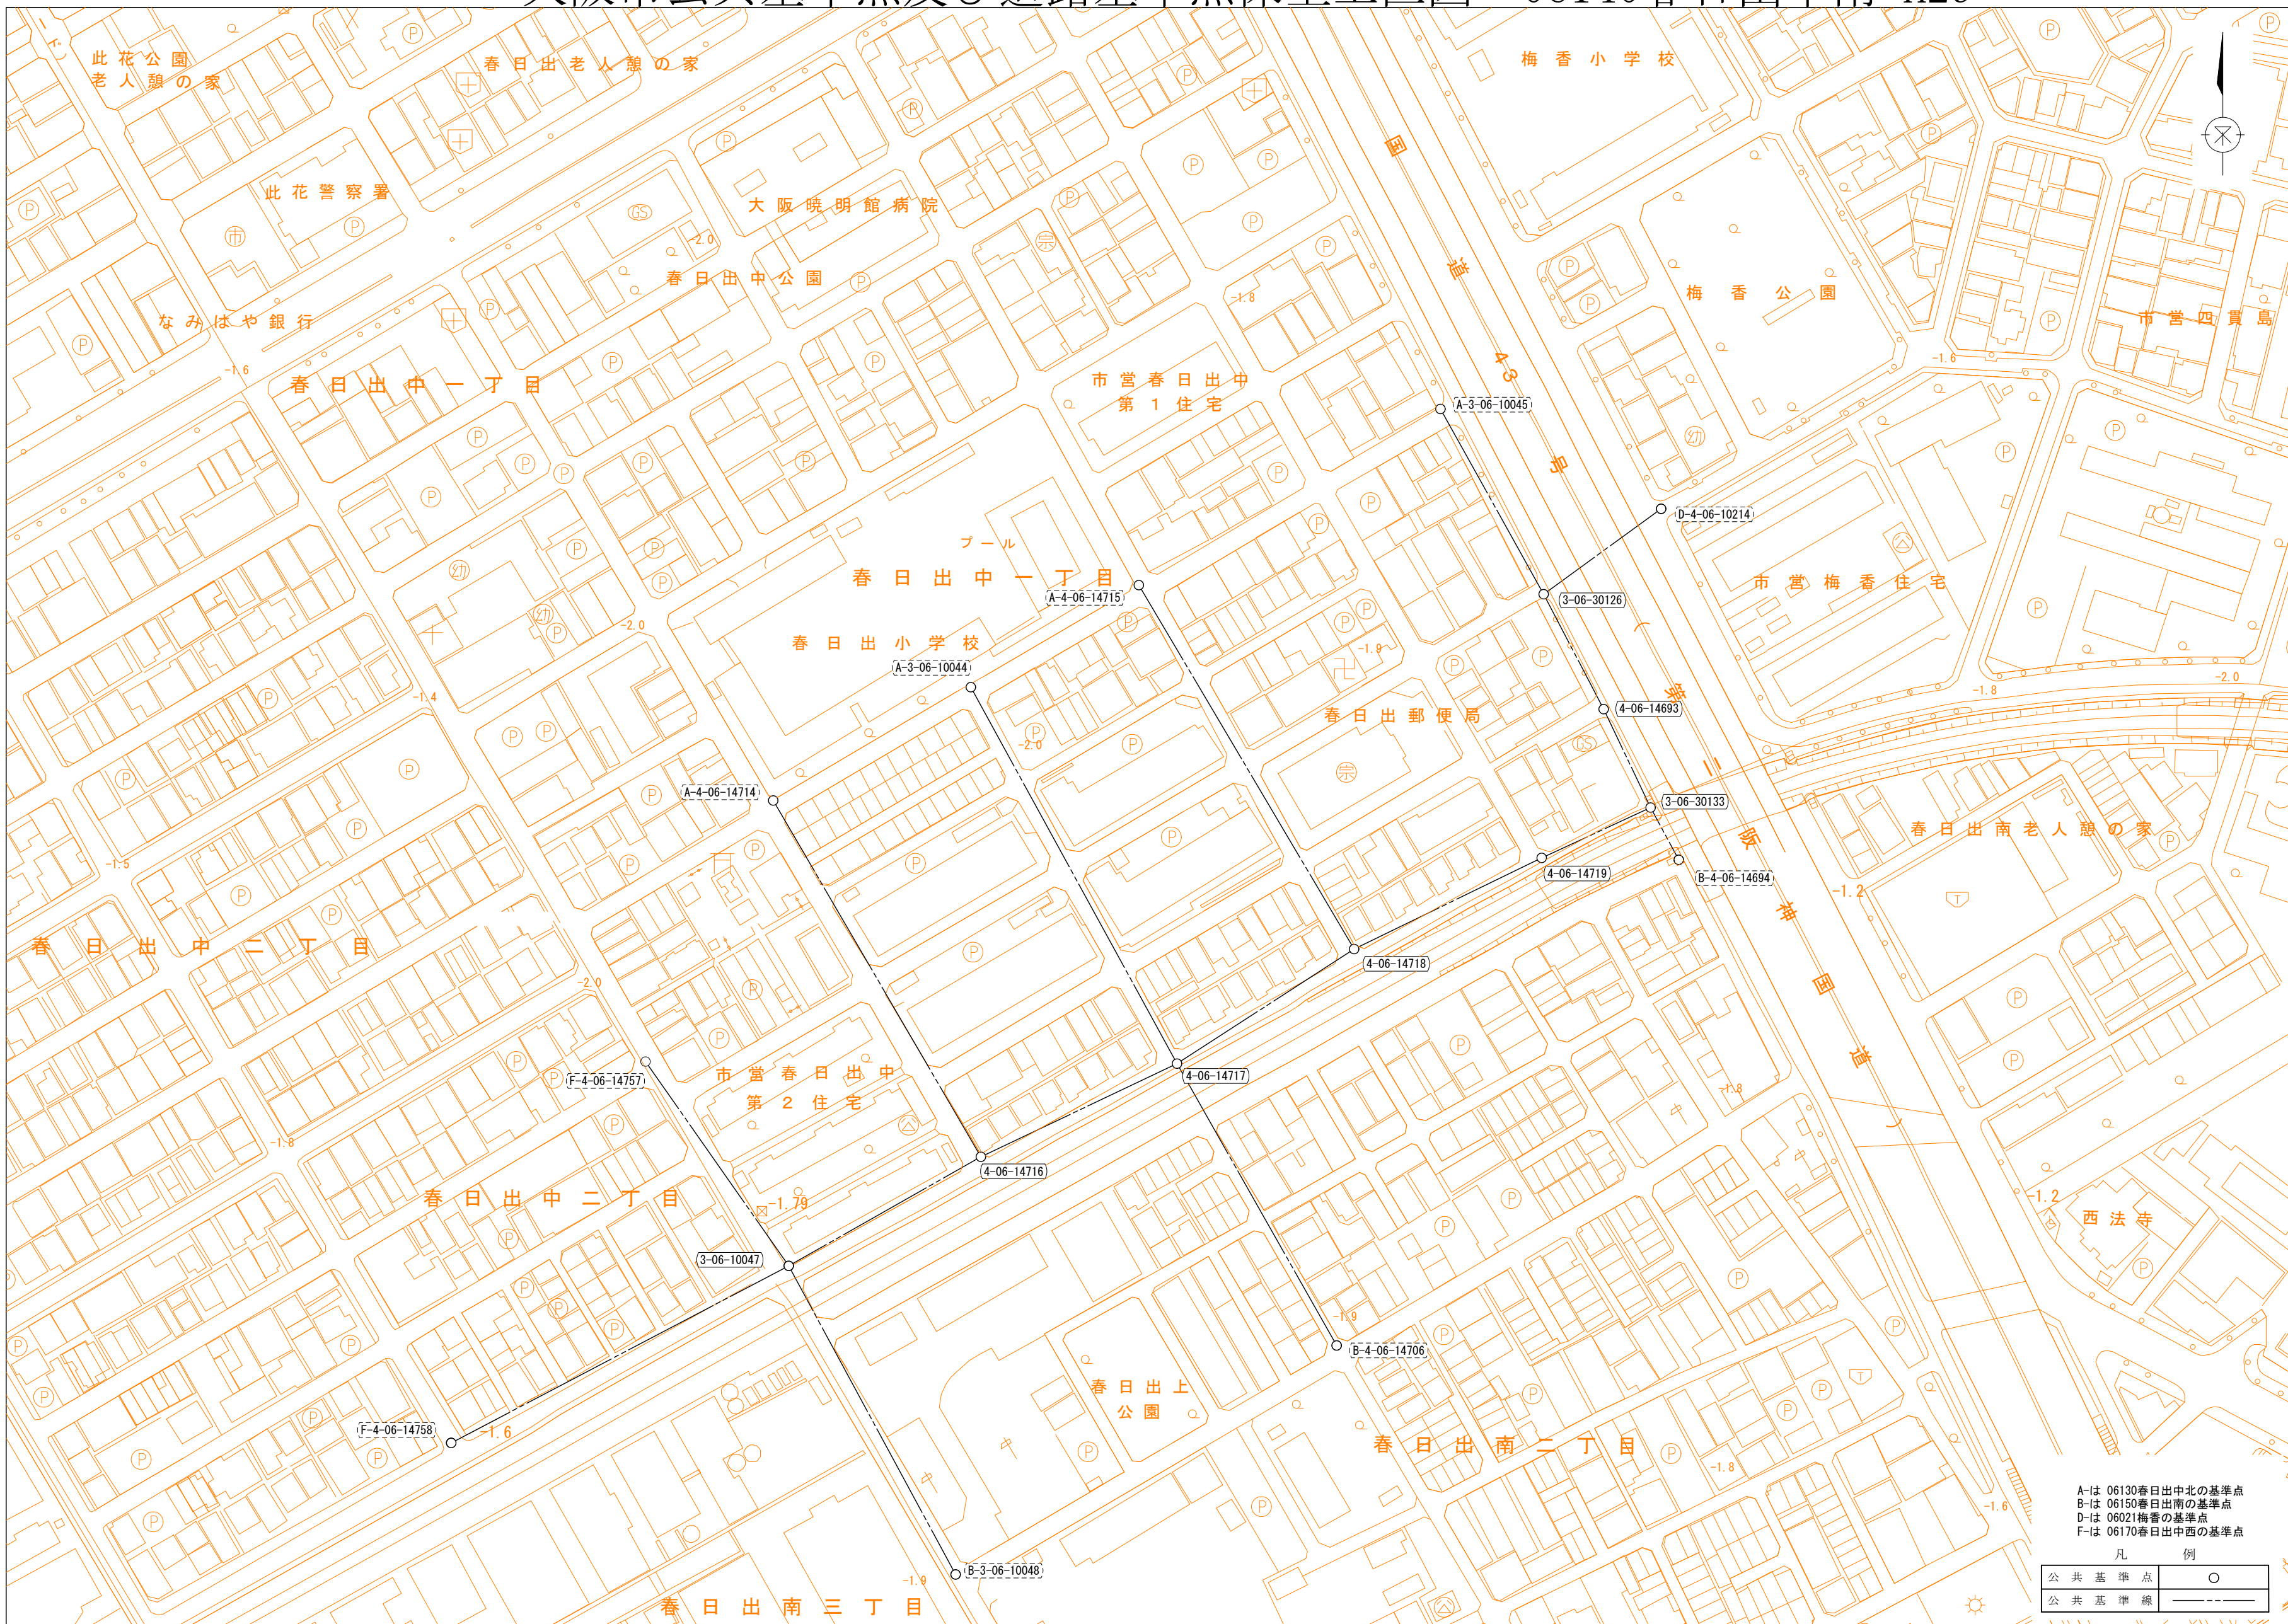 此花公園
老人憩の家
春日出老人憩の家
梅香小学校
此花警察署
大阪暁明館病院
春日出中公園
なみはや銀行
梅香公園
市営四貫島
春日出中一丁目
市営春日出中
第1住宅
国道43号(第二阪神国道)
A-3-06-10045
D-4-06-10214
プール
春日出中一丁目
A-4-06-14715
3-06-30126
市営梅香住宅
春日出小学校
A-3-06-10044
4-06-14693
春日出郵便局
A-4-06-14714
3-06-30133
春日出南老人憩の家
4-06-14719
B-4-06-14694
春日出中二丁目
4-06-14718
F-4-06-14757
市営春日出中
第2住宅
4-06-14717
4-06-14716
春日出中二丁目
-1.79
西法寺
3-06-10047
B-4-06-14706
春日出上
公園
F-4-06-14758
-1.6
春日出南二丁目
B-3-06-10048
春日出南三丁目
A-は 06130春日出中北の基準点
B-は 06150春日出南の基準点
D-は 06021梅香の基準点
F-は 06170春日出中西の基準点
凡例
公共基準点
公共基準線